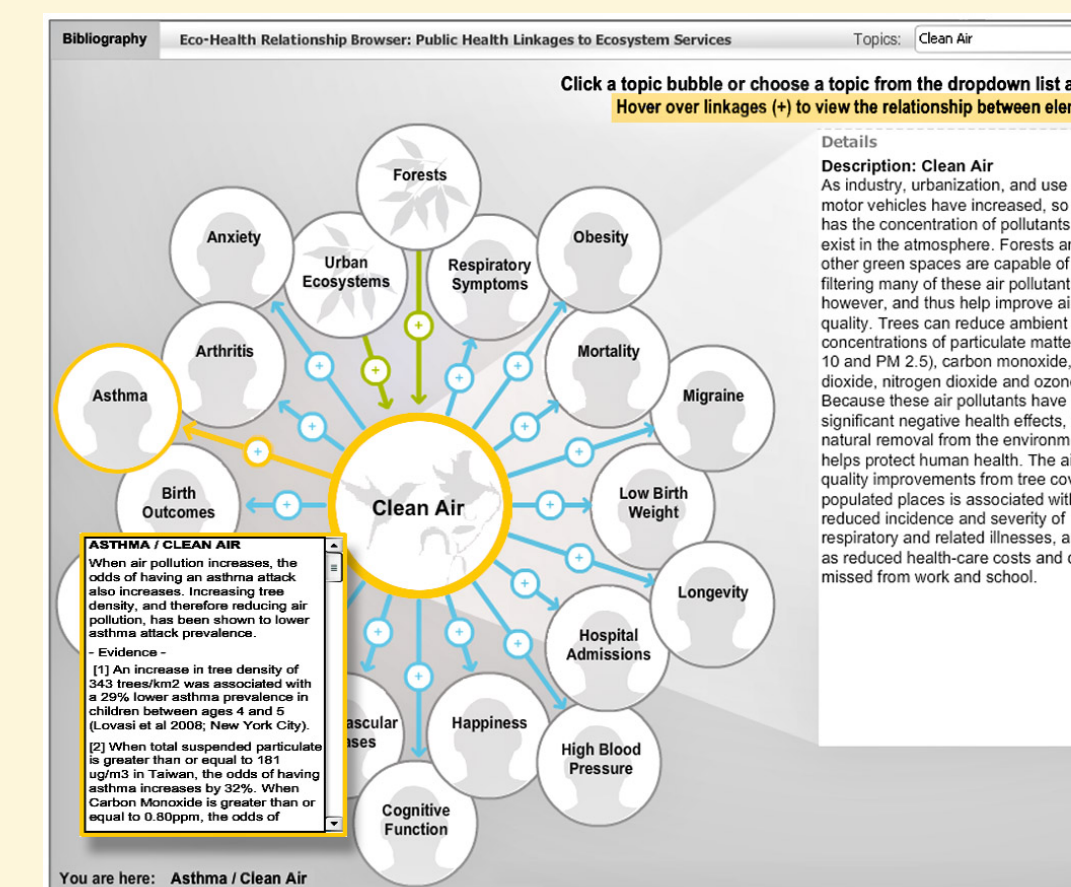 Bibliography
Eco-Health Relationship Browser: Public Health Linkages to Ecosystem Services
Topics: Clean Air
Click a topic bubble or choose a topic from the dropdown list a
Hover over linkages (+) to view the relationship between eler
Forests
Anxiety
Urban
Ecosystems
Respiratory
Symptoms
Obesity
Arthritis
Mortality
Asthma
Migraine
Birth
Outcomes
Clean Air
Low Birth
Weight
Longevity
Hospital
Admissions
ascular
ases
Happiness
High Blood
Pressure
Cognitive
Function
ASTHMA / CLEAN AIR
When air pollution increases, the
odds of having an asthma attack
also increases. Increasing tree
density, and therefore reducing air
pollution, has been shown to lower
asthma attack prevalence.
- Evidence -
[1] An increase in tree density of
343 trees/km2 was associated with
a 29% lower asthma prevalence in
children between ages 4 and 5
(Lovasi et al 2008; New York City).
[2] When total suspended particulate
is greater than or equal to 181
ug/m3 in Taiwan, the odds of having
asthma increases by 32%. When
Carbon Monoxide is greater than or
equal to 0.80ppm, the odds of
You are here: Asthma / Clean Air
Details
Description: Clean Air
As industry, urbanization, and use
motor vehicles have increased, so
has the concentration of pollutants
exist in the atmosphere. Forests ar
other green spaces are capable of
filtering many of these air pollutant
however, and thus help improve ai
quality. Trees can reduce ambient
concentrations of particulate matte
10 and PM 2.5), carbon monoxide,
dioxide, nitrogen dioxide and ozon
Because these air pollutants have
significant negative health effects,
natural removal from the environm
helps protect human health. The ai
quality improvements from tree cov
populated places is associated with
reduced incidence and severity of
respiratory and related illnesses, a
as reduced health-care costs and
missed from work and school.